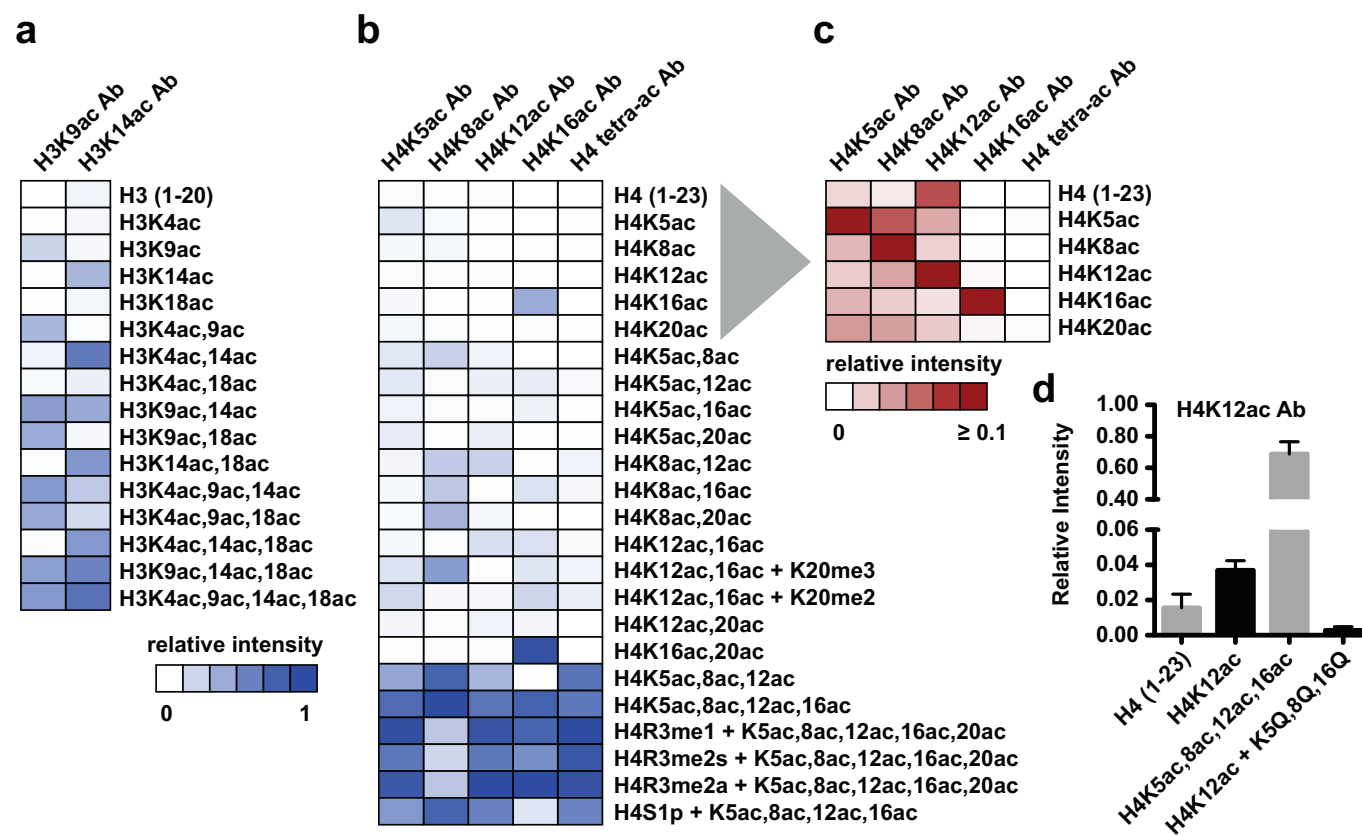 a
H3K9ac Ab
H3K14ac Ab
H3 (1-20)
H3K4ac
H3K9ac
H3K14ac
H3K18ac
H3K4ac,9ac
H3K4ac,14ac
H3K4ac,18ac
H3K9ac,14ac
H3K9ac,18ac
H3K14ac,18ac
H3K4ac,9ac,14ac
H3K4ac,9ac,18ac
H3K4ac,14ac,18ac
H3K9ac,14ac,18ac
H3K4ac,9ac,14ac,18ac
relative intensity
0 1
b
H4K5ac Ab
H4K8ac Ab
H4K12ac Ab
H4K16ac Ab
H4 tetra-ac Ab
H4 (1-23)
H4K5ac
H4K8ac
H4K12ac
H4K16ac
H4K20ac
H4K5ac,8ac
H4K5ac,12ac
H4K5ac,16ac
H4K5ac,20ac
H4K8ac,12ac
H4K8ac,16ac
H4K8ac,20ac
H4K12ac,16ac
H4K12ac,16ac + K20me3
H4K12ac,16ac + K20me2
H4K12ac,20ac
H4K16ac,20ac
H4K5ac,8ac,12ac
H4K5ac,8ac,12ac,16ac
H4R3me1 + K5ac,8ac,12ac,16ac,20ac
H4R3me2s + K5ac,8ac,12ac,16ac,20ac
H4R3me2a + K5ac,8ac,12ac,16ac,20ac
H4S1p + K5ac,8ac,12ac,16ac
c
H4K5ac Ab
H4K8ac Ab
H4K12ac Ab
H4K16ac Ab
H4 tetra-ac Ab
H4 (1-23)
H4K5ac
H4K8ac
H4K12ac
H4K16ac
H4K20ac
relative intensity
0 ≥ 0.1
d
H4K12ac Ab
Relative Intensity
1.00
0.80
0.60
0.40
0.06
0.04
0.02
0.00
H4 (1-23)
H4K12ac
H4K5ac,8ac,12ac,16ac
H4K12ac + K5Q,8Q,16Q